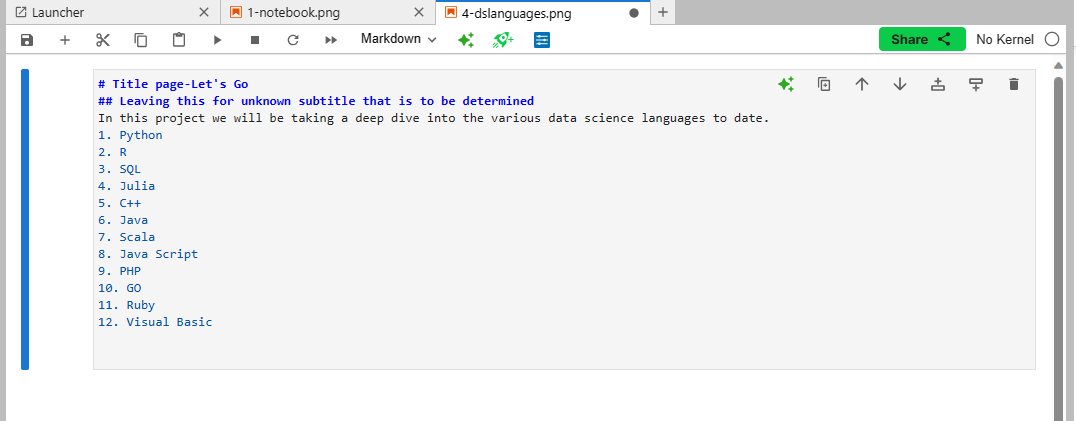 Launcher
1-notebook.png
4-dslanguages.png
Markdown
Share
No Kernel
# Title page-Let's Go
## Leaving this for unknown subtitle that is to be determined
In this project we will be taking a deep dive into the various data science languages to date.
1. Python
2. R
3. SQL
4. Julia
5. C++
6. Java
7. Scala
8. Java Script
9. PHP
10. GO
11. Ruby
12. Visual Basic